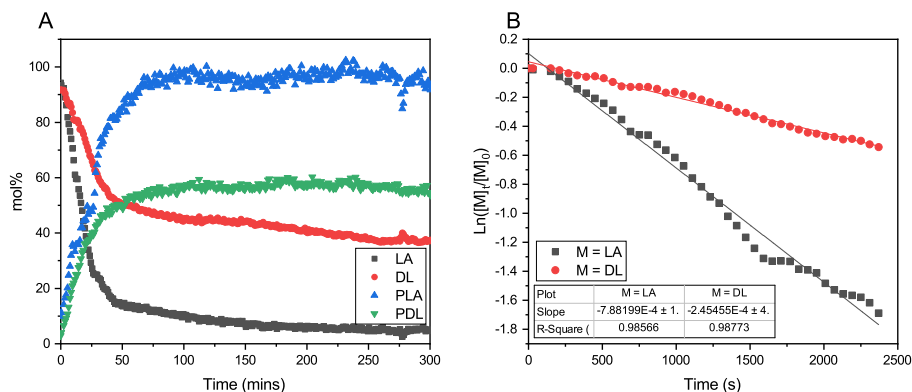 A
mol%
100
80
60
40
20
0
0 50 100 150 200 250 300
Time (mins)
LA
DL
PLA
PDL
B
Ln([M]t/[M]0)
0.2
0.0
-0.2
-0.4
-0.6
-0.8
-1.0
-1.2
-1.4
-1.6
-1.8
0 500 1000 1500 2000 2500
Time (s)
M = LA
M = DL
Plot M = LA M = DL
Slope -7.88199E-4 ± 1. -2.45455E-4 ± 4.
R-Square ( 0.98566 0.98773